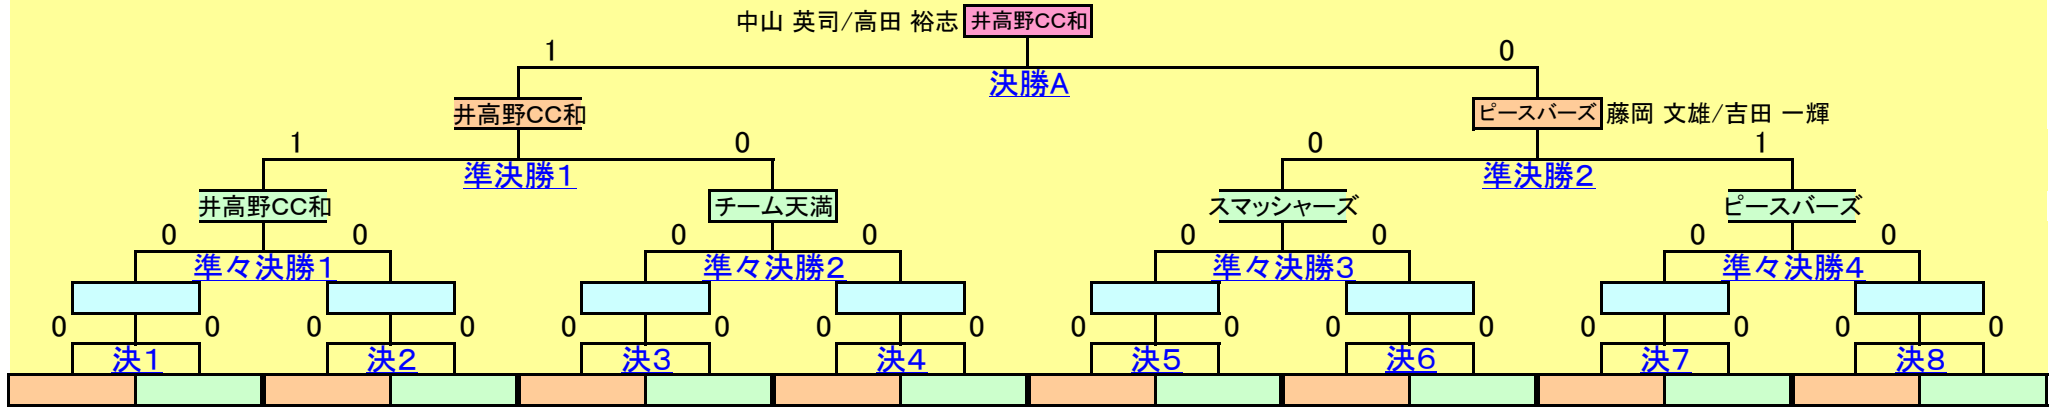 中山 英司/高田 裕志 井高野CC和
1 0
決勝A
井高野CC和 ピースバーズ 藤岡 文雄/吉田 一輝
1 0 0 1
準決勝1 準決勝2
井高野CC和 チーム天満 スマッシャーズ ピースバーズ
0 0 0 0 0 0 0 0
準々決勝1 準々決勝2 準々決勝3 準々決勝4
0 0 0 0 0 0 0 0 0 0 0 0 0 0 0 0
決1 決2 決3 決4 決5 決6 決7 決8